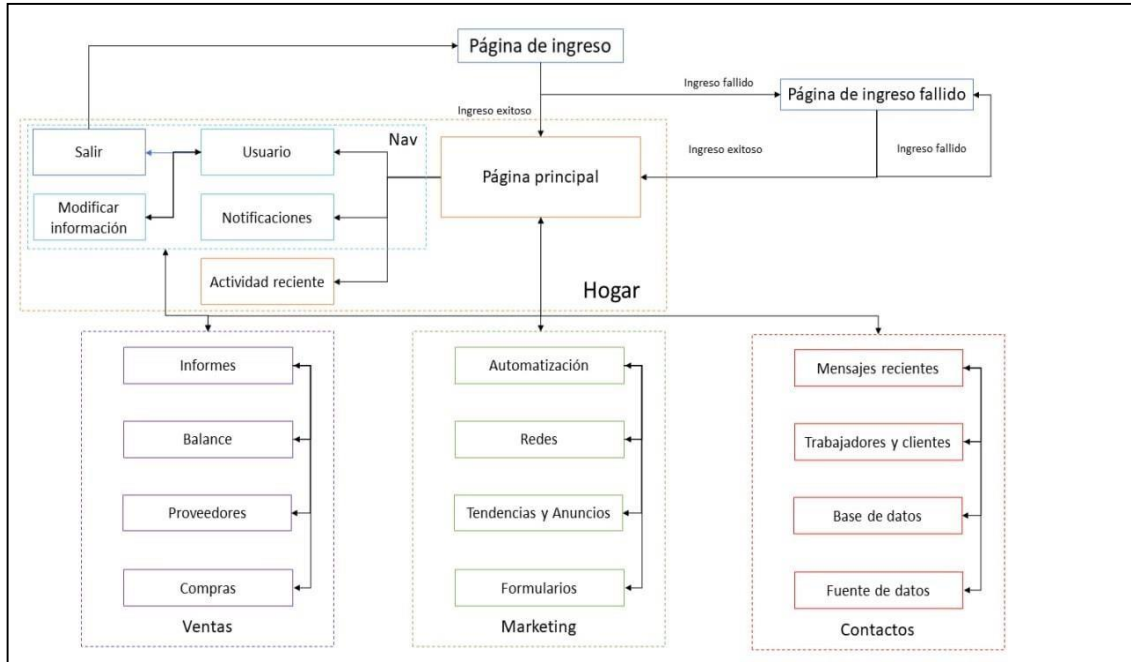 Página de ingreso
Ingreso fallido
Página de ingreso fallido
Ingreso exitoso
Nav
Salir
Usuario
Página principal
Ingreso exitoso
Ingreso fallido
Modificar
información
Notificaciones
Actividad reciente
Hogar
Informes
Balance
Proveedores
Compras
Ventas
Automatización
Redes
Tendencias y Anuncios
Formularios
Marketing
Mensajes recientes
Trabajadores y clientes
Base de datos
Fuente de datos
Contactos